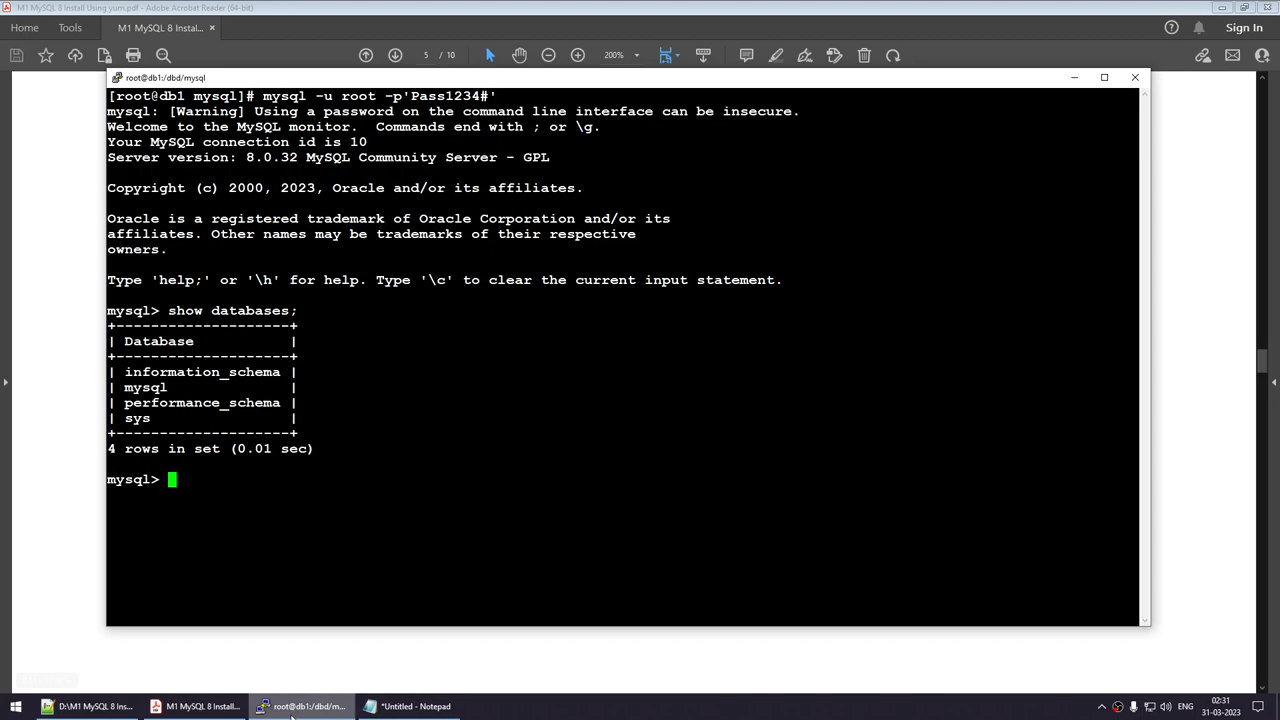 M1 MySQL 8 Install Using yum.pdf - Adobe Acrobat Reader (64-bit)
Home Tools M1 MySQL 8 Instal... × Sign In
5 / 10 200%
root@db1:/dbd/mysql
[root@db1 mysql]# mysql -u root -p'Pass1234#'
mysql: [Warning] Using a password on the command line interface can be insecure.
Welcome to the MySQL monitor.  Commands end with ; or \g.
Your MySQL connection id is 10
Server version: 8.0.32 MySQL Community Server - GPL
Copyright (c) 2000, 2023, Oracle and/or its affiliates.
Oracle is a registered trademark of Oracle Corporation and/or its
affiliates. Other names may be trademarks of their respective
owners.
Type 'help;' or '\h' for help. Type '\c' to clear the current input statement.
mysql> show databases;
+--------------------+
| Database           |
+--------------------+
| information_schema |
| mysql              |
| performance_schema |
| sys                |
+--------------------+
4 rows in set (0.01 sec)
mysql>
D:\M1 MySQL 8 Ins... M1 MySQL 8 Install... root@db1:/dbd/m... *Untitled - Notepad ENG 02:31
31-03-2023